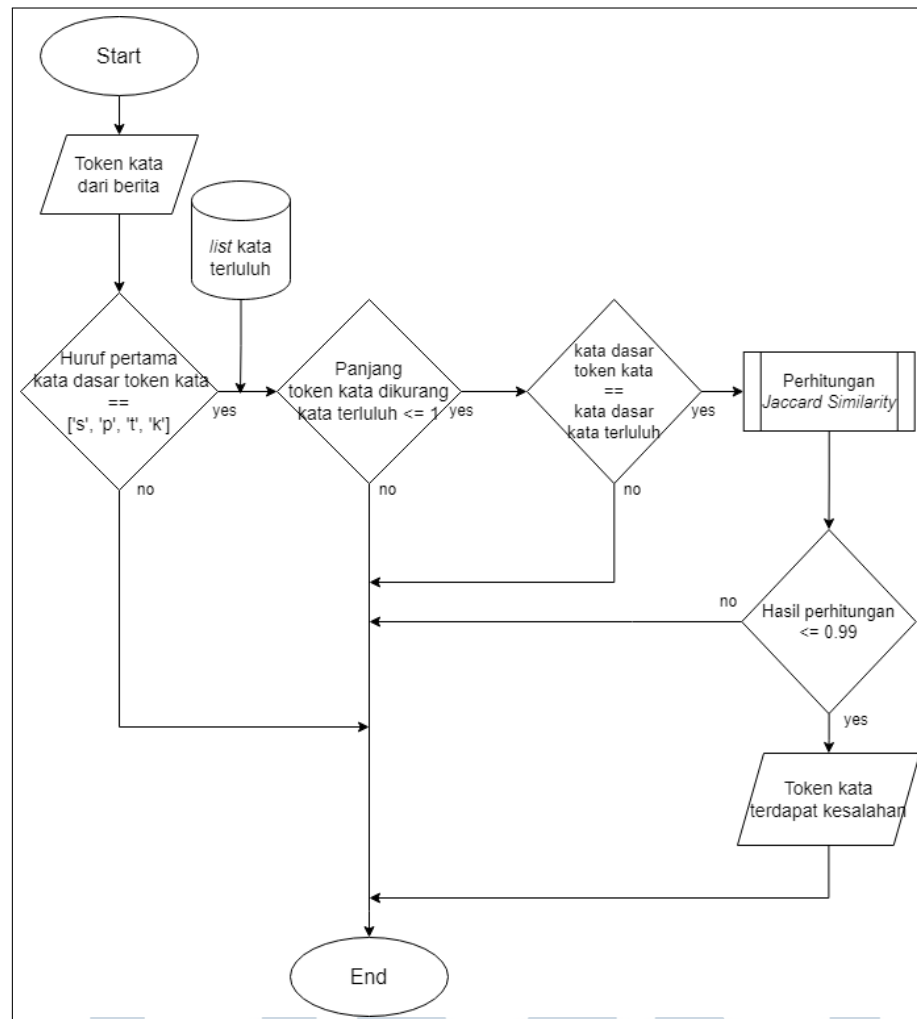 Start
Token kata
dari berita
list kata
terluluh
Huruf pertama
kata dasar token kata
==
['s', 'p', 't', 'k']
yes
no
Panjang
token kata dikurang
kata terluluh <= 1
yes
no
kata dasar
token kata
==
kata dasar
kata terluluh
yes
no
Perhitungan
Jaccard Similarity
Hasil perhitungan
<= 0.99
no
yes
Token kata
terdapat kesalahan
End